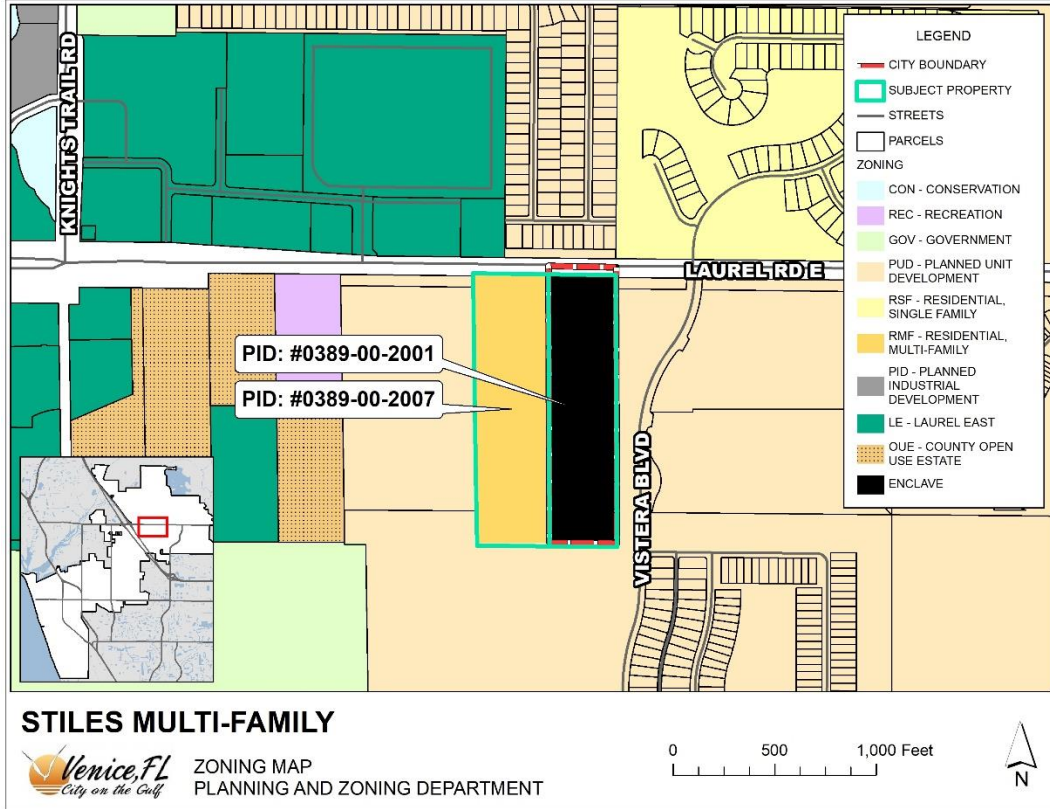 KNIGHTS TRAIL RD
LAUREL RD E
VISTERA BLVD
PID: #0389-00-2001
PID: #0389-00-2007
LEGEND
CITY BOUNDARY
SUBJECT PROPERTY
STREETS
PARCELS
ZONING
CON - CONSERVATION
REC - RECREATION
GOV - GOVERNMENT
PUD - PLANNED UNIT
DEVELOPMENT
RSF - RESIDENTIAL,
SINGLE FAMILY
RMF - RESIDENTIAL,
MULTI-FAMILY
PID - PLANNED
INDUSTRIAL
DEVELOPMENT
LE - LAUREL EAST
OUE - COUNTY OPEN
USE ESTATE
ENCLAVE
STILES MULTI-FAMILY
Venice, FL
City on the Gulf
ZONING MAP
PLANNING AND ZONING DEPARTMENT
0 500 1,000 Feet
N